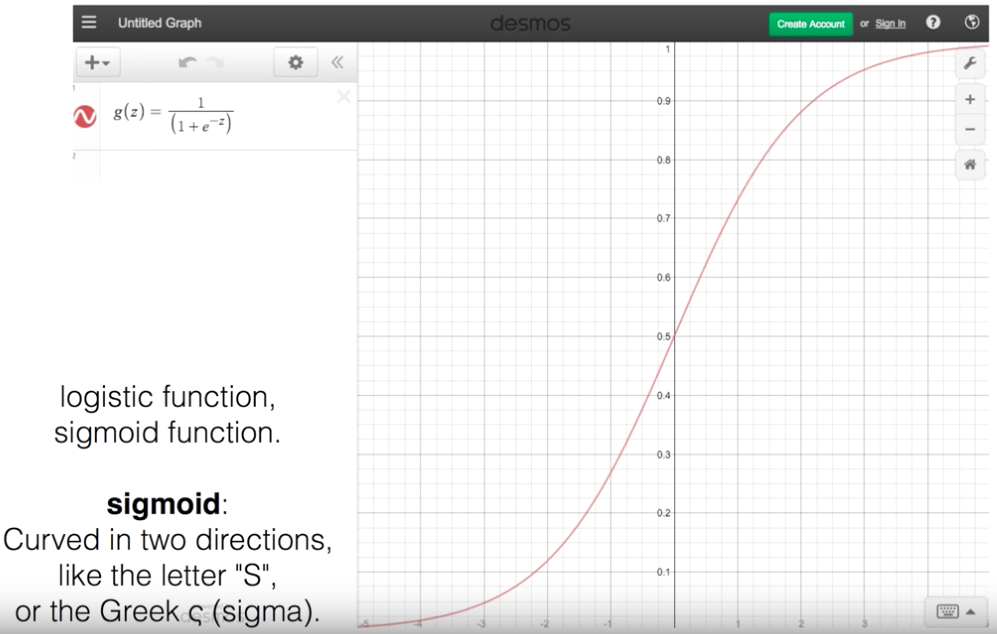 Untitled Graph
desmos
Create Account or Sign In ?
1
g(z) = 1/(1 + e^-z)
2
logistic function,
sigmoid function.
sigmoid:
Curved in two directions,
like the letter "S",
or the Greek ς (sigma).
1
0.9
0.8
0.7
0.6
0.5
0.4
0.3
0.2
0.1
-5 -4 -3 -2 -1 1 2 3